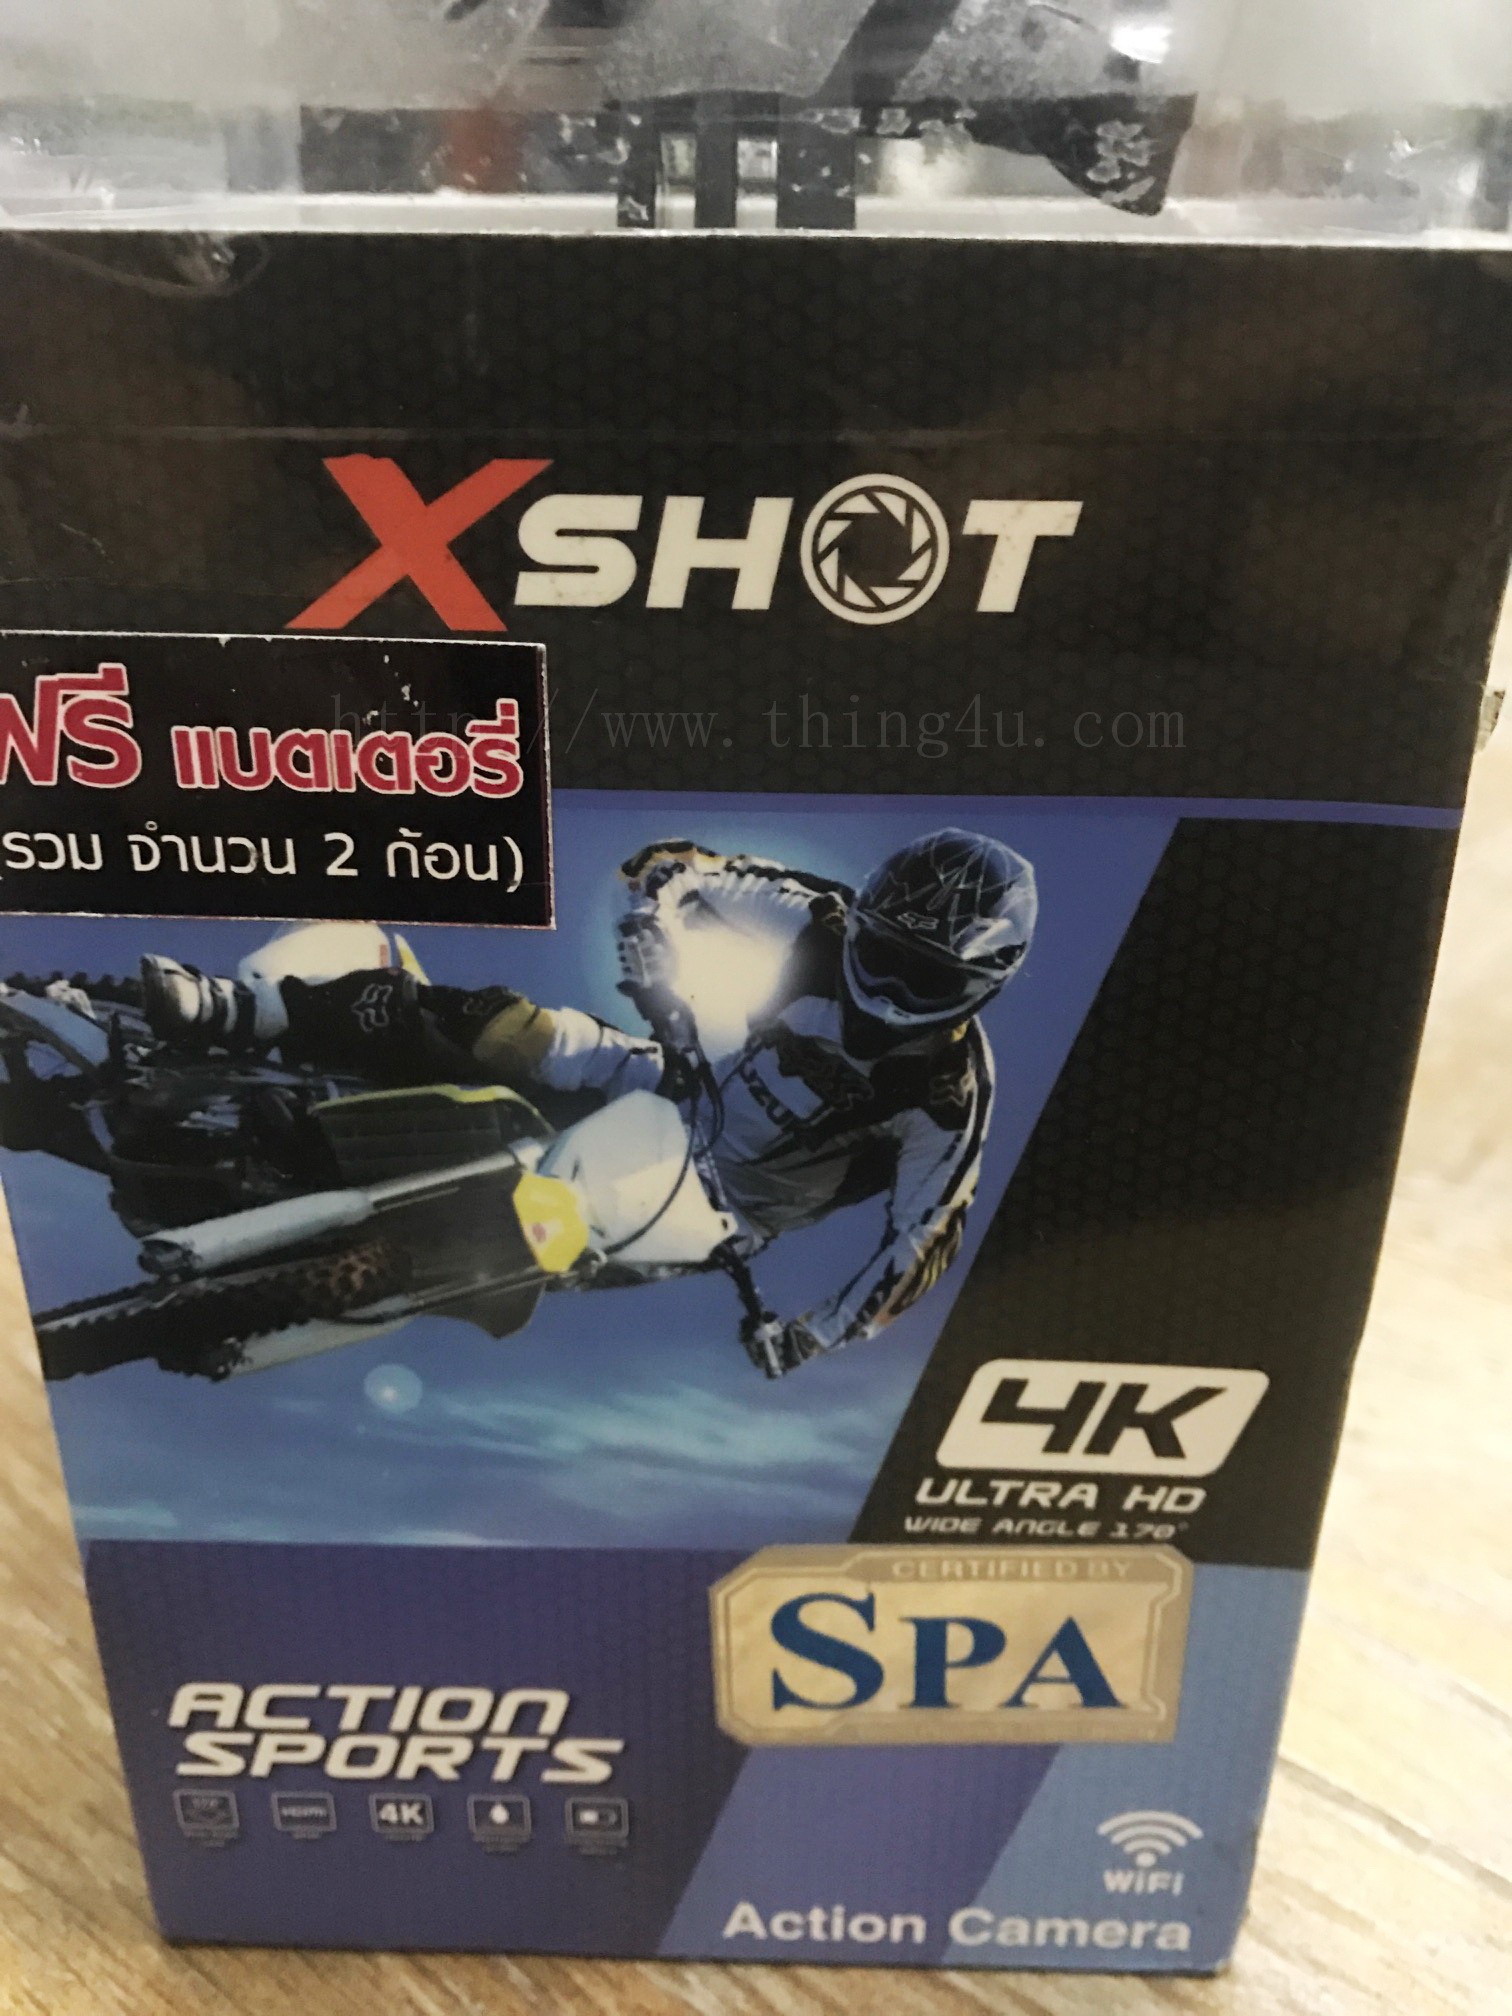 XSHOT
ฟรี แบตเตอรี่
(รวม จำนวน 2 ก้อน)
http://www.thing4u.com
4K
ULTRA HD
WIDE ANGLE 170°
CERTIFIED BY
SPA
ACTION
SPORTS
HDMI
4K
WiFi
Action Camera